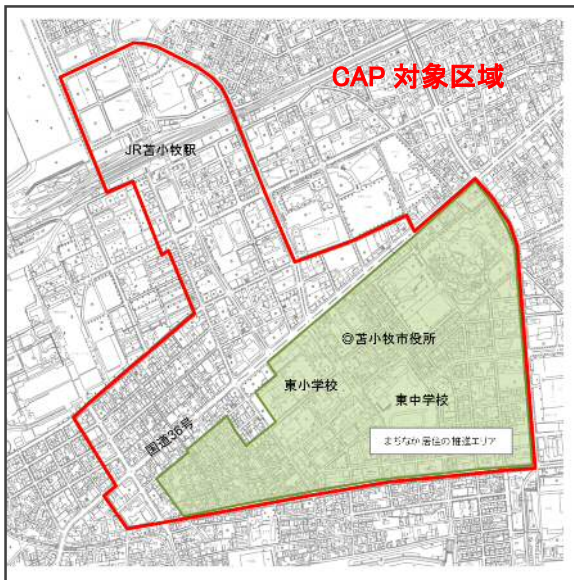 CAP 対象区域
JR苫小牧駅
◎苫小牧市役所
東小学校
東中学校
国道36号
まちなか居住の推進エリア